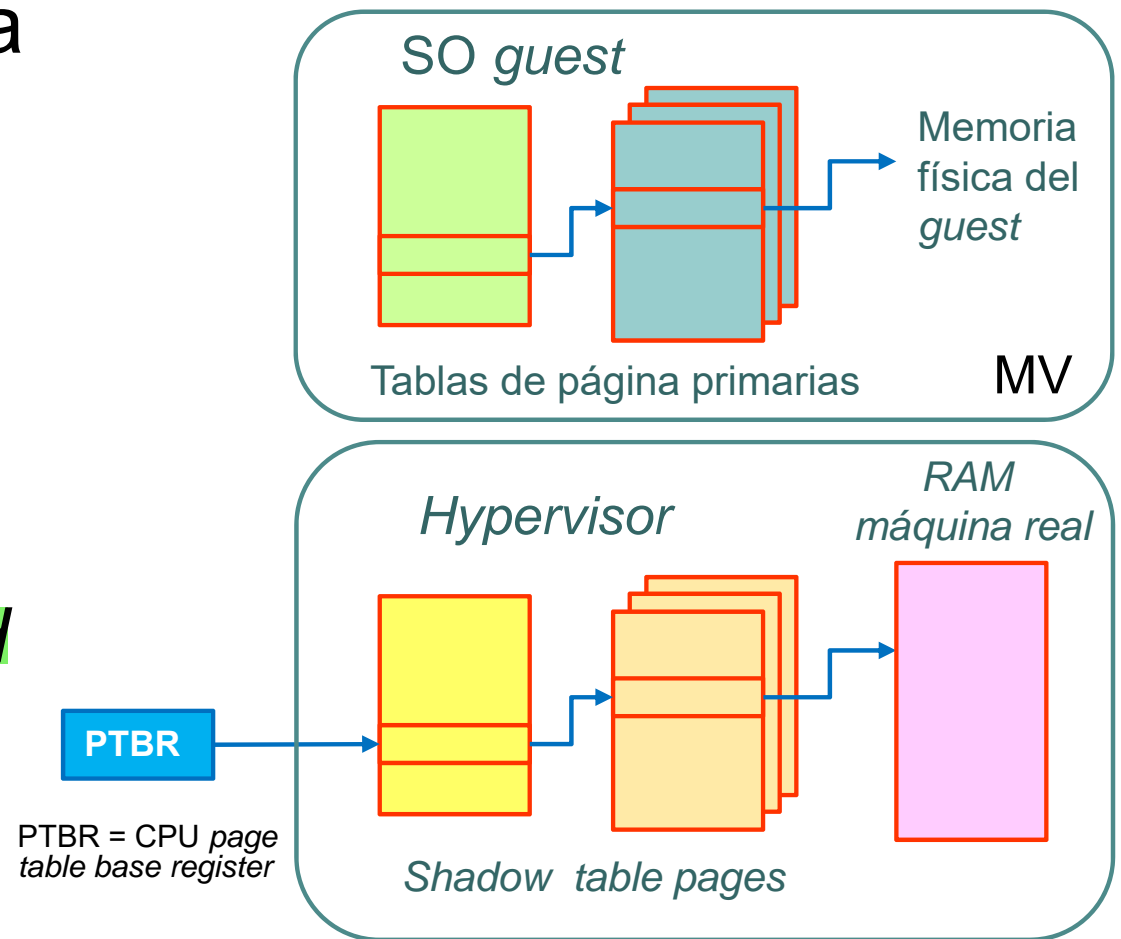 a
SO guest
Memoria
física del
guest
Tablas de página primarias
MV
Hypervisor
RAM
máquina real
PTBR
PTBR = CPU page
table base register
Shadow table pages